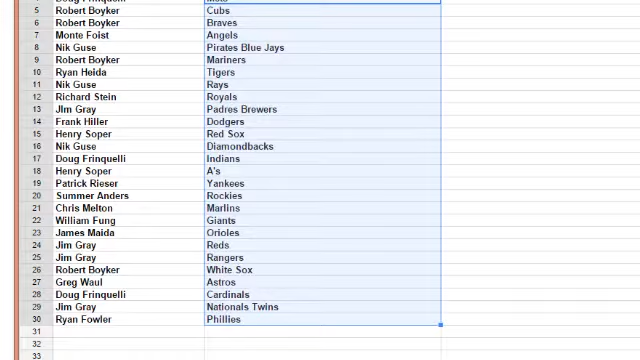 5 Robert Boyker Cubs
6 Robert Boyker Braves
7 Monte Foist Angels
8 Nik Guse Pirates Blue Jays
9 Robert Boyker Mariners
10 Ryan Heida Tigers
11 Nik Guse Rays
12 Richard Stein Royals
13 JIm Gray Padres Brewers
14 Frank Hiller Dodgers
15 Henry Soper Red Sox
16 Nik Guse Diamondbacks
17 Doug Frinquelli Indians
18 Henry Soper A's
19 Patrick Rieser Yankees
20 Summer Anders Rockies
21 Chris Melton Marlins
22 William Fung Giants
23 James Maida Orioles
24 Jim Gray Reds
25 Jim Gray Rangers
26 Robert Boyker White Sox
27 Greg Waul Astros
28 Doug Frinquelli Cardinals
29 Jim Gray Nationals Twins
30 Ryan Fowler Phillies
31
32
33